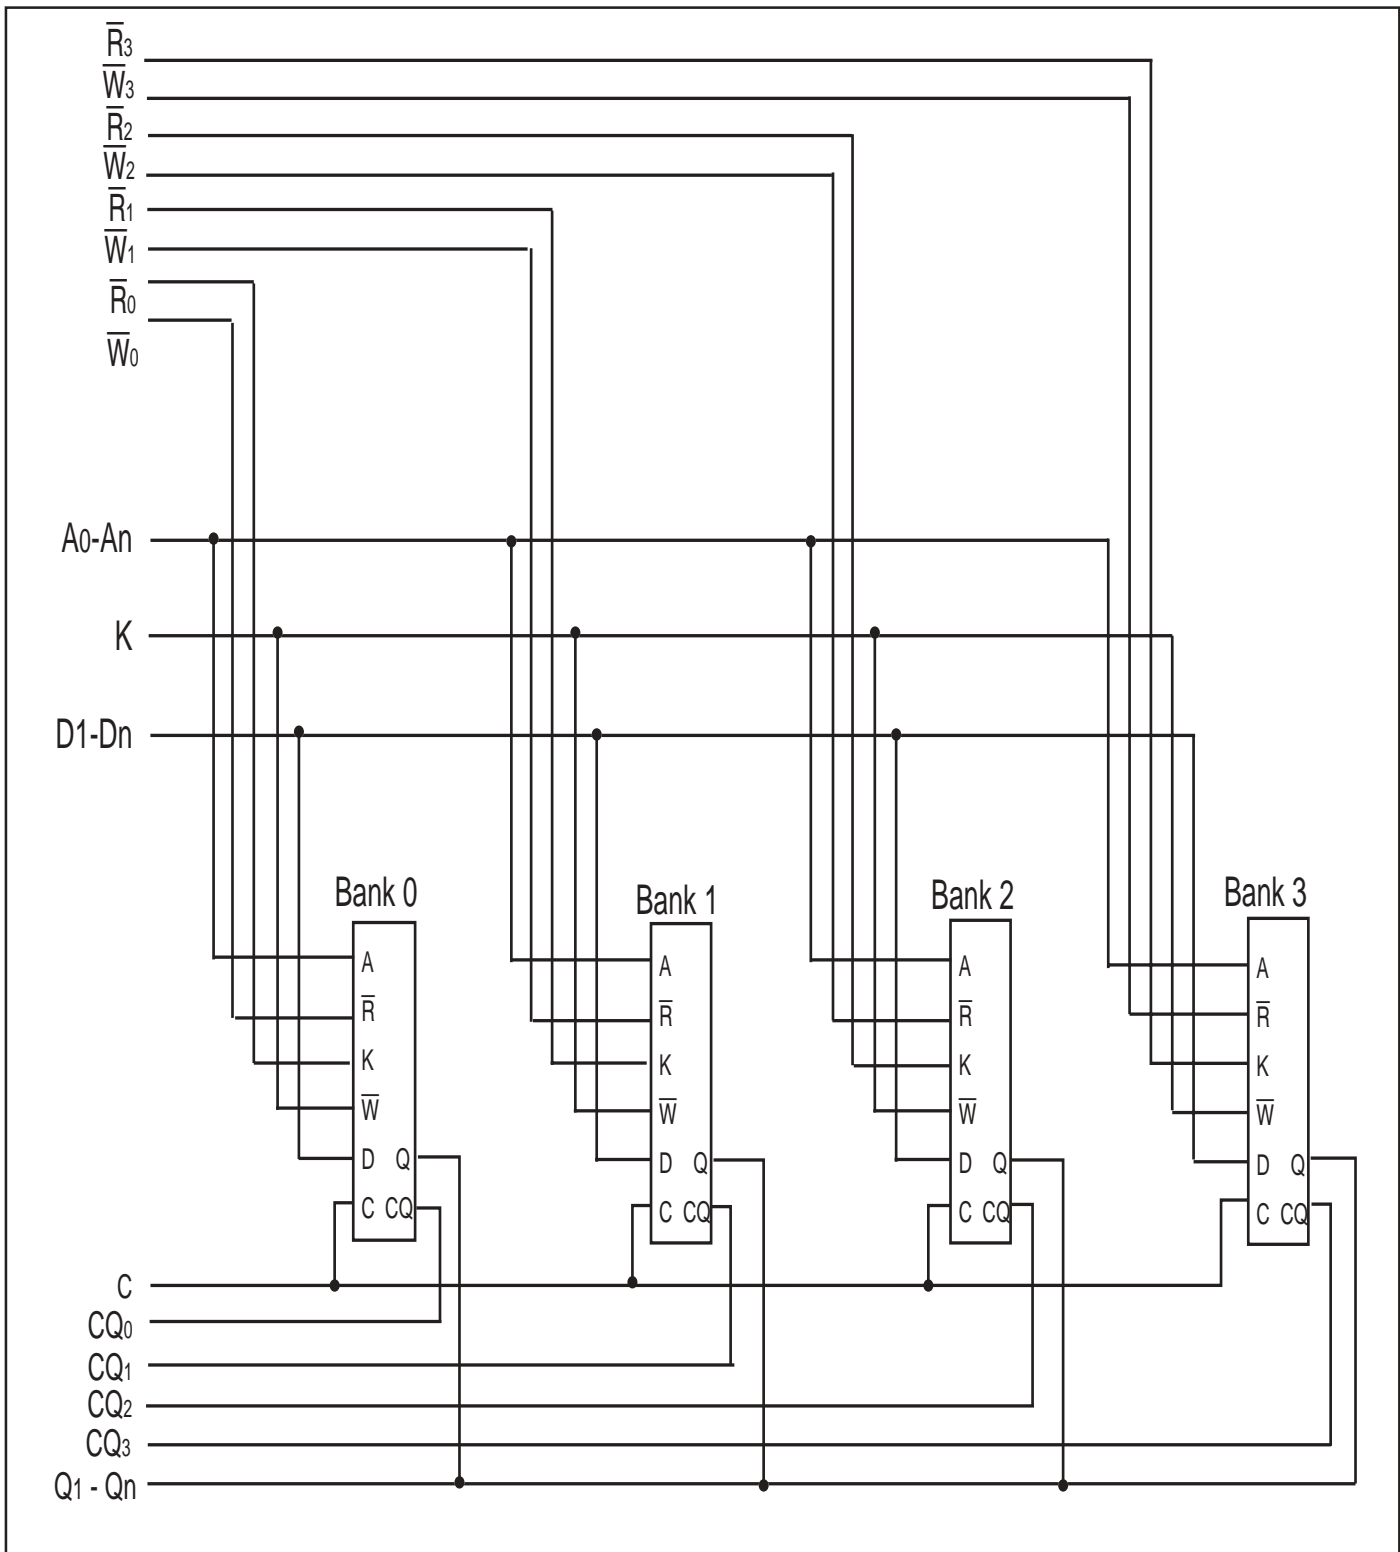 R̅3
W̅3
R̅2
W̅2
R̅1
W̅1
R̅0
W̅0
A0-An
K
D1-Dn
Bank 0
Bank 1
Bank 2
Bank 3
A
R̅
K
W̅
D Q
C CQ
A
R̅
K
W̅
D Q
C CQ
A
R̅
K
W̅
D Q
C CQ
A
R̅
K
W̅
D Q
C CQ
C
CQ0
CQ1
CQ2
CQ3
Q1 - Qn